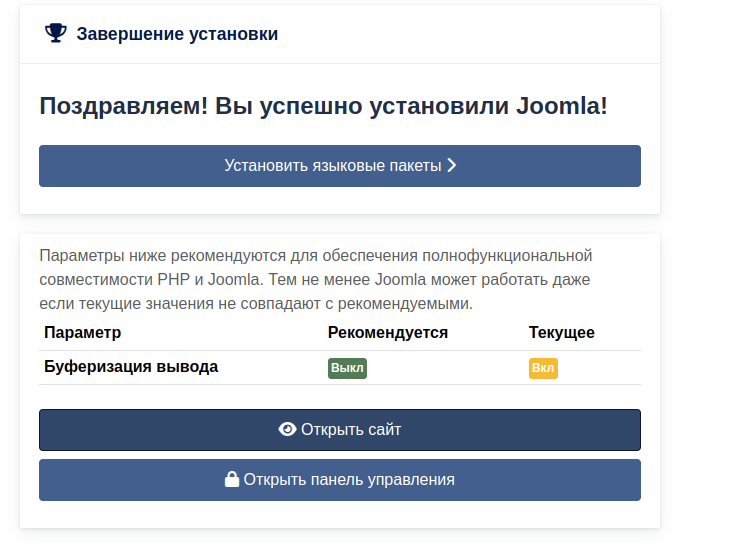 Завершение установки
Поздравляем! Вы успешно установили Joomla!
Установить языковые пакеты
Параметры ниже рекомендуются для обеспечения полнофункциональной
совместимости PHP и Joomla. Тем не менее Joomla может работать даже
если текущие значения не совпадают с рекомендуемыми.
Параметр Рекомендуется Текущее
Буферизация вывода Выкл Вкл
Открыть сайт
Открыть панель управления